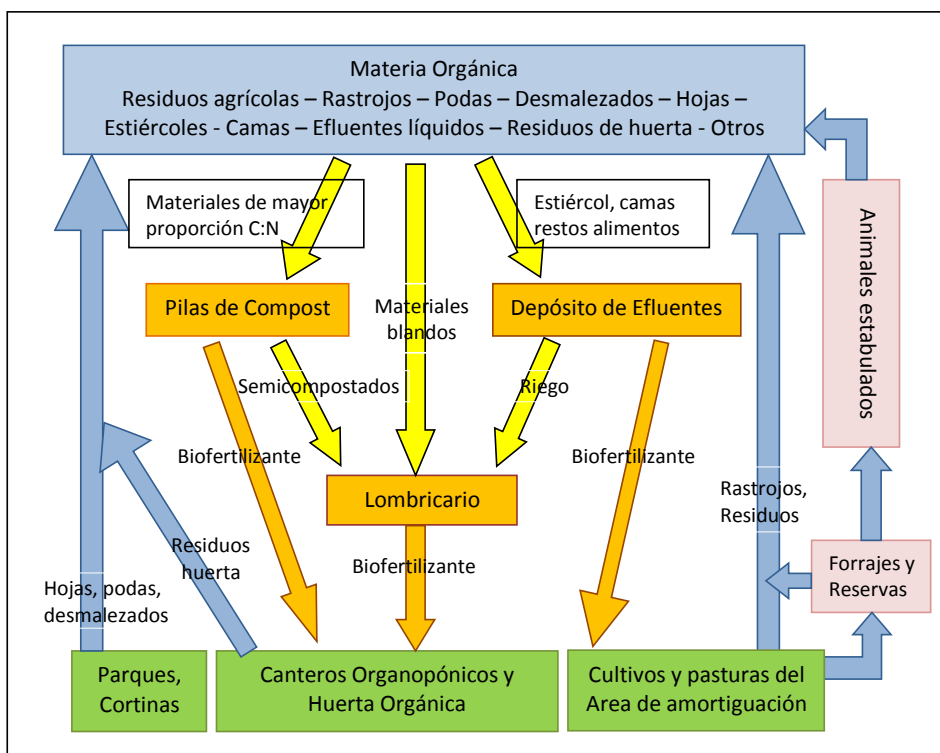 Materia Orgánica
Residuos agrícolas – Rastrojos – Podas – Desmalezados – Hojas –
Estiércoles - Camas – Efluentes líquidos – Residuos de huerta - Otros
Materiales de mayor
proporción C:N
Estiércol, camas
restos alimentos
Animales estabulados
Pilas de Compost
Materiales
blandos
Depósito de Efluentes
Semicompostados
Riego
Biofertilizante
Biofertilizante
Lombricario
Rastrojos,
Residuos
Residuos
huerta
Biofertilizante
Forrajes y
Reservas
Hojas, podas,
desmalezados
Parques,
Cortinas
Canteros Organopónicos y
Huerta Orgánica
Cultivos y pasturas del
Area de amortiguación